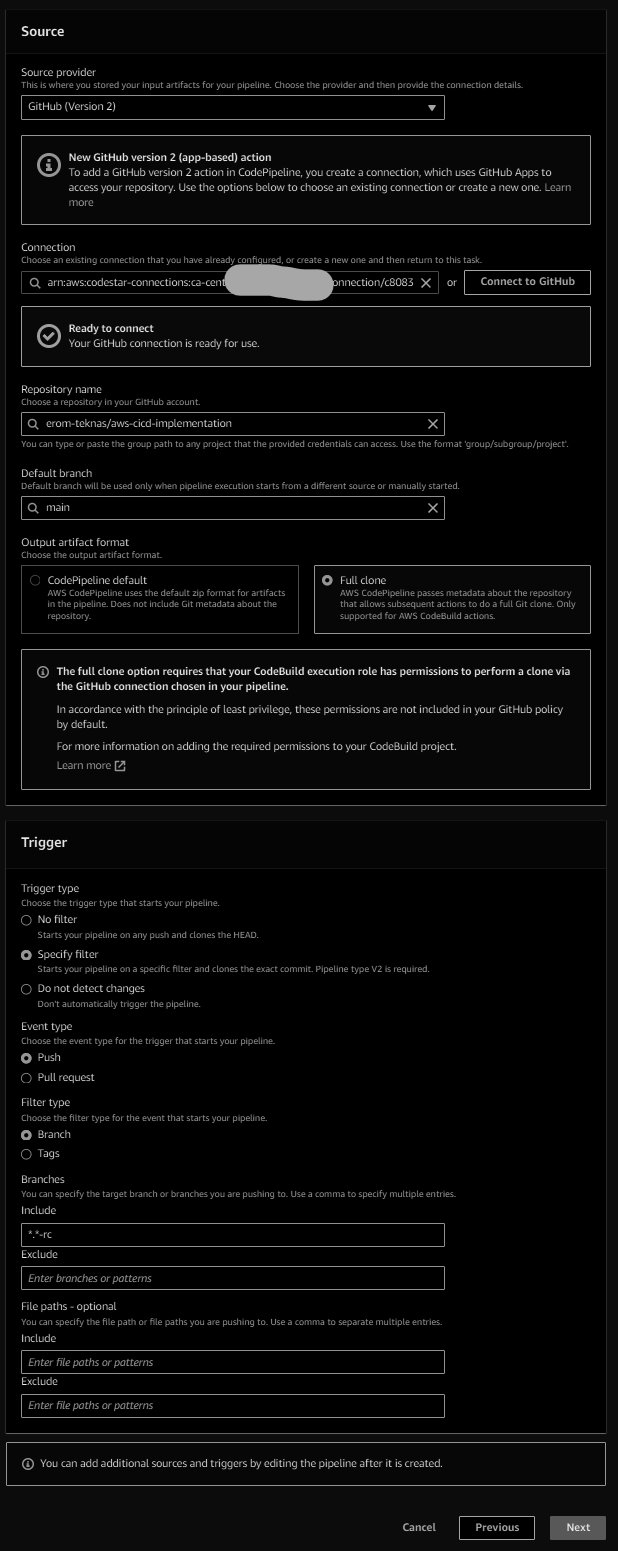 Source
Source provider
This is where you stored your input artifacts for your pipeline. Choose the provider and then provide the connection details.
GitHub (Version 2)
New GitHub version 2 (app-based) action
To add a GitHub version 2 action in CodePipeline, you create a connection, which uses GitHub Apps to
access your repository. Use the options below to choose an existing connection or create a new one. Learn
more
Connection
Choose an existing connection that you have already configured, or create a new one and then return to this task.
arn:aws:codestar-connections:ca-cent onnection/c8083
or
Connect to GitHub
Ready to connect
Your GitHub connection is ready for use.
Repository name
Choose a repository in your GitHub account.
erom-teknas/aws-cicd-implementation
You can type or paste the group path to any project that the provided credentials can access. Use the format 'group/subgroup/project'.
Default branch
Default branch will be used only when pipeline execution starts from a different source or manually started.
main
Output artifact format
Choose the output artifact format.
CodePipeline default
AWS CodePipeline uses the default zip format for artifacts
in the pipeline. Does not include Git metadata about the
repository.
Full clone
AWS CodePipeline passes metadata about the repository
that allows subsequent actions to do a full Git clone. Only
supported for AWS CodeBuild actions.
The full clone option requires that your CodeBuild execution role has permissions to perform a clone via
the GitHub connection chosen in your pipeline.
In accordance with the principle of least privilege, these permissions are not included in your GitHub policy
by default.
For more information on adding the required permissions to your CodeBuild project.
Learn more
Trigger
Trigger type
Choose the trigger type that starts your pipeline.
No filter
Starts your pipeline on any push and clones the HEAD.
Specify filter
Starts your pipeline on a specific filter and clones the exact commit. Pipeline type V2 is required.
Do not detect changes
Don't automatically trigger the pipeline.
Event type
Choose the event type for the trigger that starts your pipeline.
Push
Pull request
Filter type
Choose the filter type for the event that starts your pipeline.
Branch
Tags
Branches
You can specify the target branch or branches you are pushing to. Use a comma to specify multiple entries.
Include
*.*-rc
Exclude
Enter branches or patterns
File paths - optional
You can specify the file path or file paths you are pushing to. Use a comma to separate multiple entries.
Include
Enter file paths or patterns
Exclude
Enter file paths or patterns
You can add additional sources and triggers by editing the pipeline after it is created.
Cancel
Previous
Next